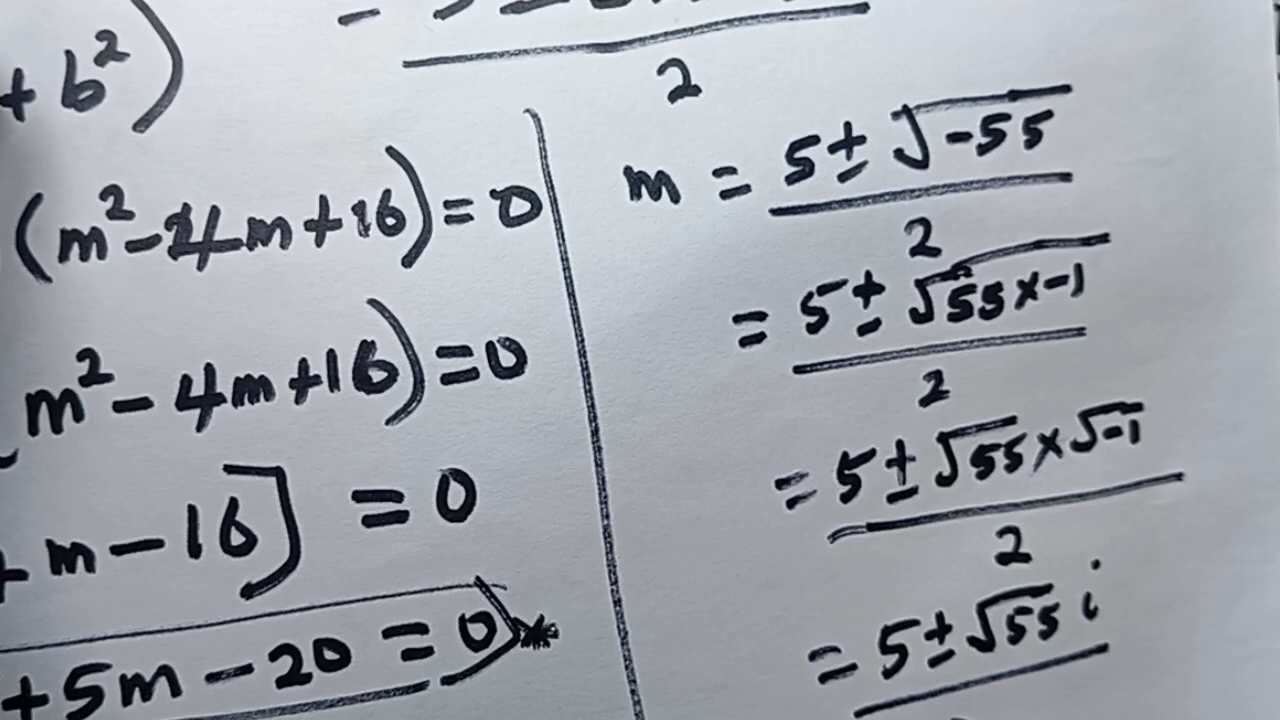 + b²)
(m² - 4m + 16) = 0
m² - 4m + 16) = 0
+ m - 16] = 0
+ 5m - 20 = 0
2
m = 5 ± √-55
2
= 5 ± √55 × -1
2
= 5 ± √55 × √-1
2
= 5 ± √55 i